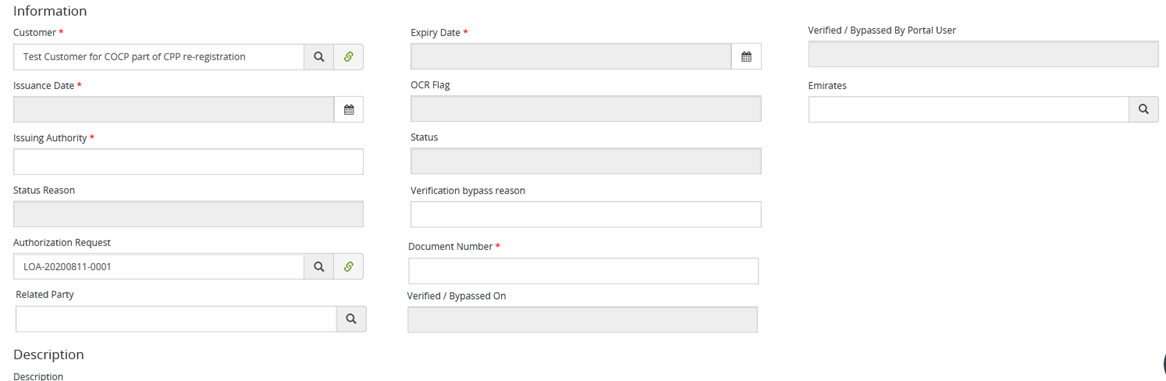 Information
Customer *
Test Customer for COCP part of CPP re-registration
Issuance Date *
Issuing Authority *
Status Reason
Authorization Request
LOA-20200811-0001
Related Party
Expiry Date *
OCR Flag
Status
Verification bypass reason
Document Number *
Verified / Bypassed On
Verified / Bypassed By Portal User
Emirates
Description
Description